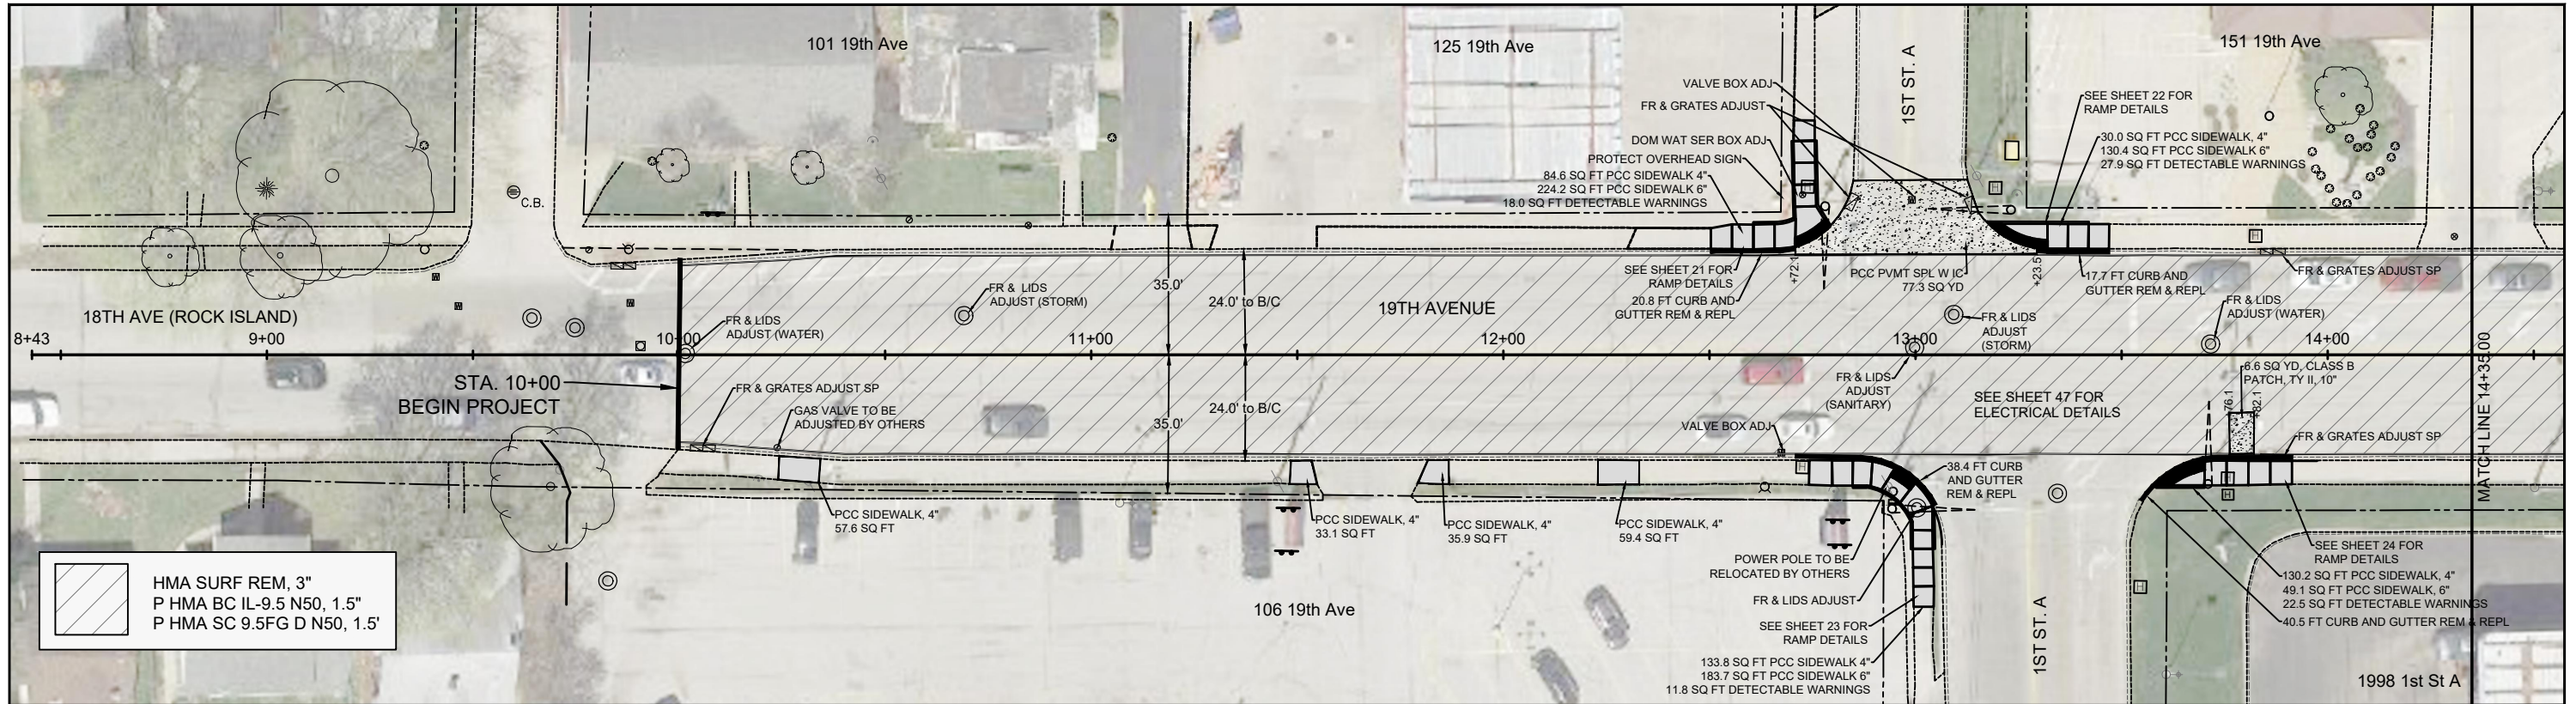 101 19th Ave
125 19th Ave
151 19th Ave
1ST ST. A
VALVE BOX ADJ
FR & GRATES ADJUST
DOM WAT SER BOX ADJ
PROTECT OVERHEAD SIGN
84.6 SQ FT PCC SIDEWALK 4"
224.2 SQ FT PCC SIDEWALK 6"
18.0 SQ FT DETECTABLE WARNINGS
SEE SHEET 22 FOR
RAMP DETAILS
30.0 SQ FT PCC SIDEWALK, 4"
130.4 SQ FT PCC SIDEWALK 6"
27.9 SQ FT DETECTABLE WARNINGS
C.B.
H
H
H
SEE SHEET 21 FOR
RAMP DETAILS
20.8 FT CURB AND
GUTTER REM & REPL
+72.1
PCC PVMT SPL W IC
77.3 SQ YD
+23.5
17.7 FT CURB AND
GUTTER REM & REPL
FR & GRATES ADJUST SP
18TH AVE (ROCK ISLAND)
FR & LIDS
ADJUST (STORM)
35.0'
24.0' to B/C
19TH AVENUE
FR & LIDS
ADJUST (WATER)
FR & LIDS
ADJUST
(STORM)
FR & LIDS
ADJUST (WATER)
8+43
9+00
10+00
11+00
12+00
13+00
14+00
MATCH LINE 14+35.00
STA. 10+00
BEGIN PROJECT
FR & GRATES ADJUST SP
GAS VALVE TO BE
ADJUSTED BY OTHERS
35.0'
24.0' to B/C
FR & LIDS
ADJUST
(SANITARY)
VALVE BOX ADJ
SEE SHEET 47 FOR
ELECTRICAL DETAILS
6.6 SQ YD, CLASS B
PATCH, TY II, 10"
+76.1
+82.1
FR & GRATES ADJUST SP
H
38.4 FT CURB
AND GUTTER
REM & REPL
H
H
H
PCC SIDEWALK, 4"
57.6 SQ FT
PCC SIDEWALK, 4"
33.1 SQ FT
PCC SIDEWALK, 4"
35.9 SQ FT
PCC SIDEWALK, 4"
59.4 SQ FT
POWER POLE TO BE
RELOCATED BY OTHERS
FR & LIDS ADJUST
SEE SHEET 23 FOR
RAMP DETAILS
133.8 SQ FT PCC SIDEWALK 4"
183.7 SQ FT PCC SIDEWALK 6"
11.8 SQ FT DETECTABLE WARNINGS
1ST ST. A
SEE SHEET 24 FOR
RAMP DETAILS
130.2 SQ FT PCC SIDEWALK, 4"
49.1 SQ FT PCC SIDEWALK, 6"
22.5 SQ FT DETECTABLE WARNINGS
40.5 FT CURB AND GUTTER REM & REPL
106 19th Ave
1998 1st St A
HMA SURF REM, 3"
P HMA BC IL-9.5 N50, 1.5"
P HMA SC 9.5FG D N50, 1.5'